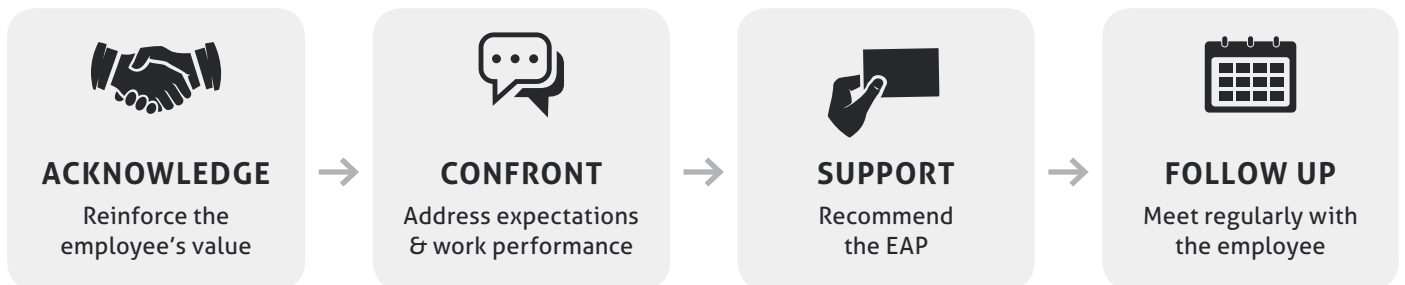 ACKNOWLEDGE
Reinforce the
employee's value
CONFRONT
Address expectations
& work performance
SUPPORT
Recommend
the EAP
FOLLOW UP
Meet regularly with
the employee